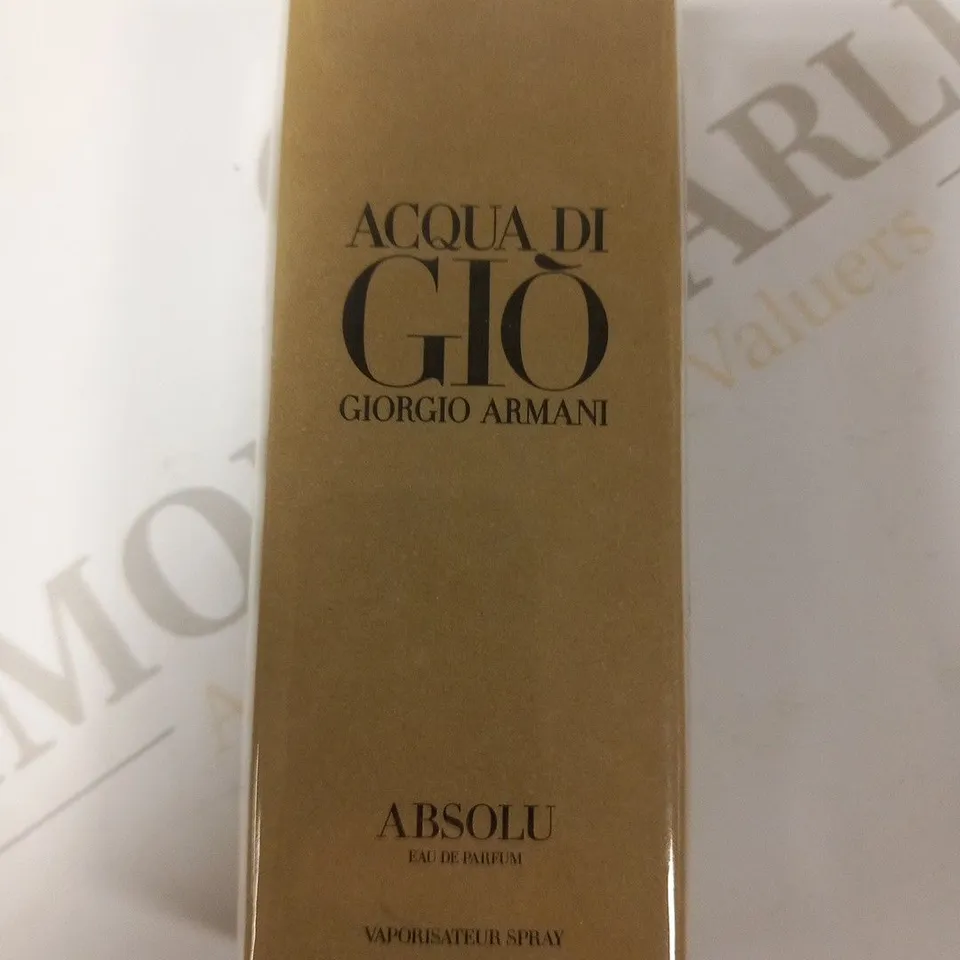 ACQUA DI
GIÒ
GIORGIO ARMANI
ABSOLU
EAU DE PARFUM
VAPORISATEUR SPRAY
Valuers